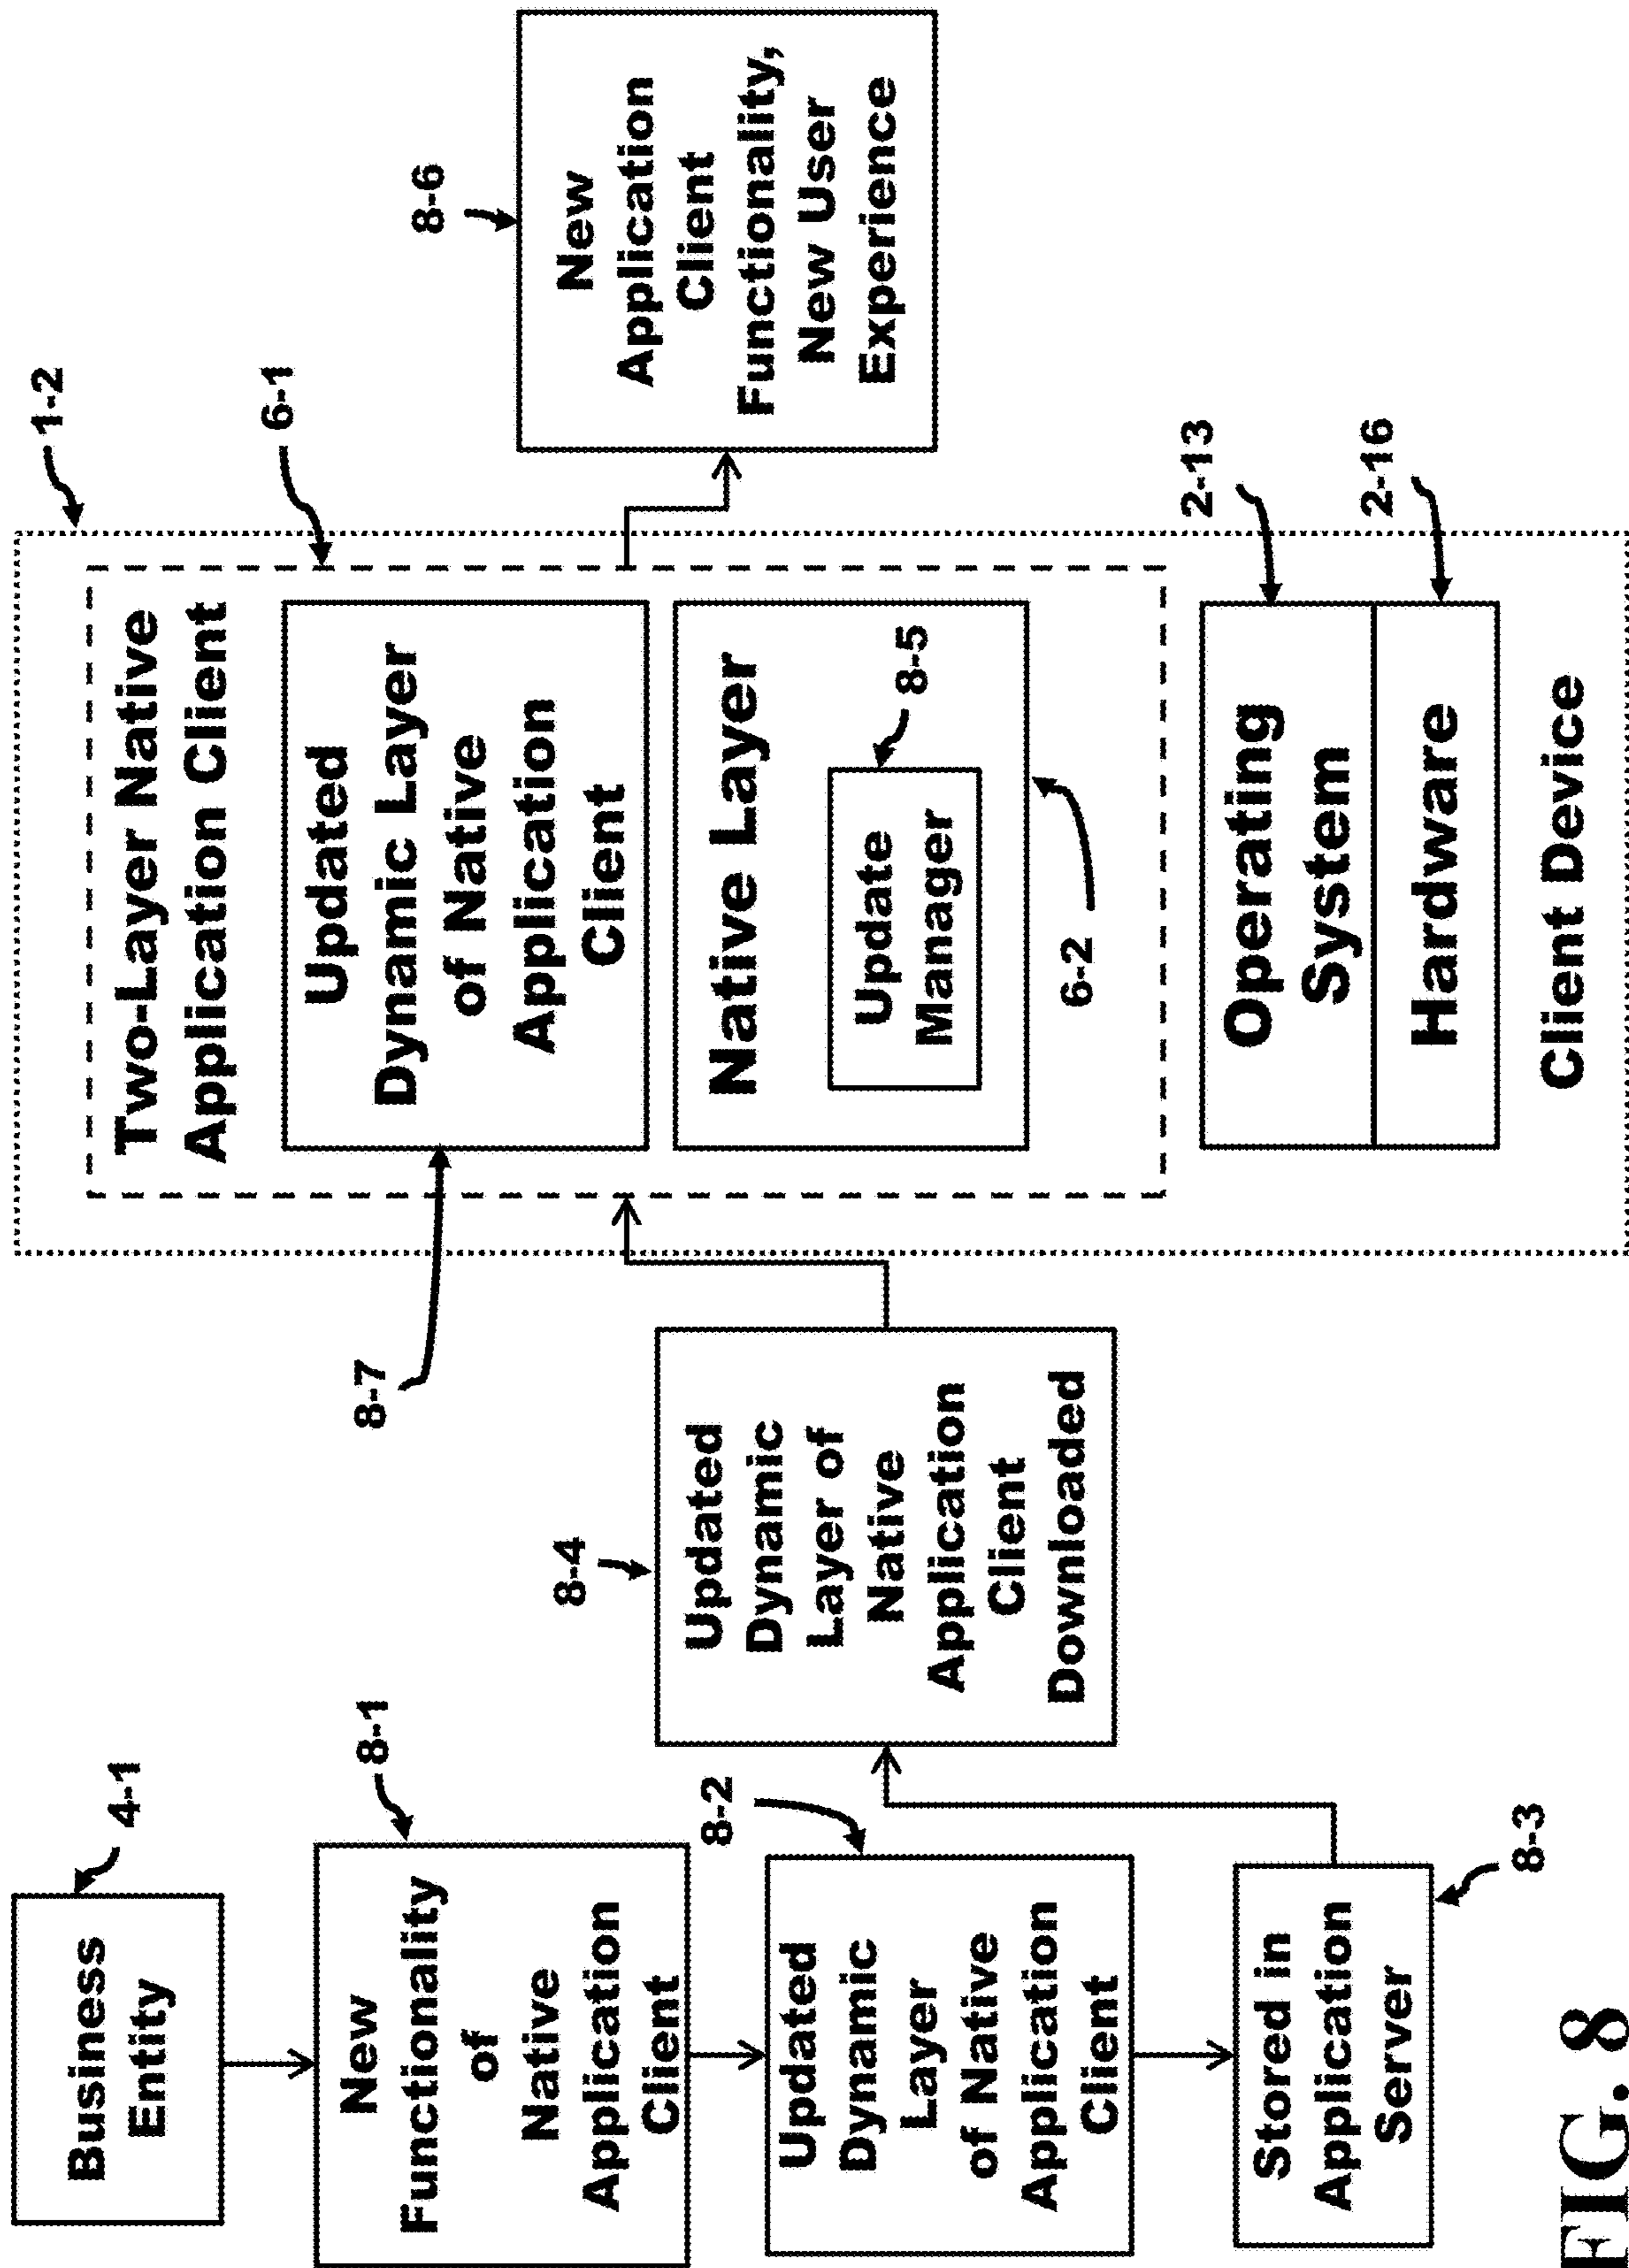 Business
Entity
4-1
New
Functionality
of
Native
Application
Client
8-1
Updated
Dynamic
Layer
of Native
Application
Client
8-2
Stored in
Application
Server
8-3
Updated
Dynamic
Layer of
Native
Application
Client
Downloaded
8-4
1-2
Two-Layer Native
Application Client
6-1
Updated
Dynamic Layer
of Native
Application
Client
8-7
Native Layer
Update
Manager
8-5
6-2
Operating
System
2-13
Hardware
2-16
Client Device
New
Application
Client
Functionality,
New User
Experience
8-6
FIG. 8